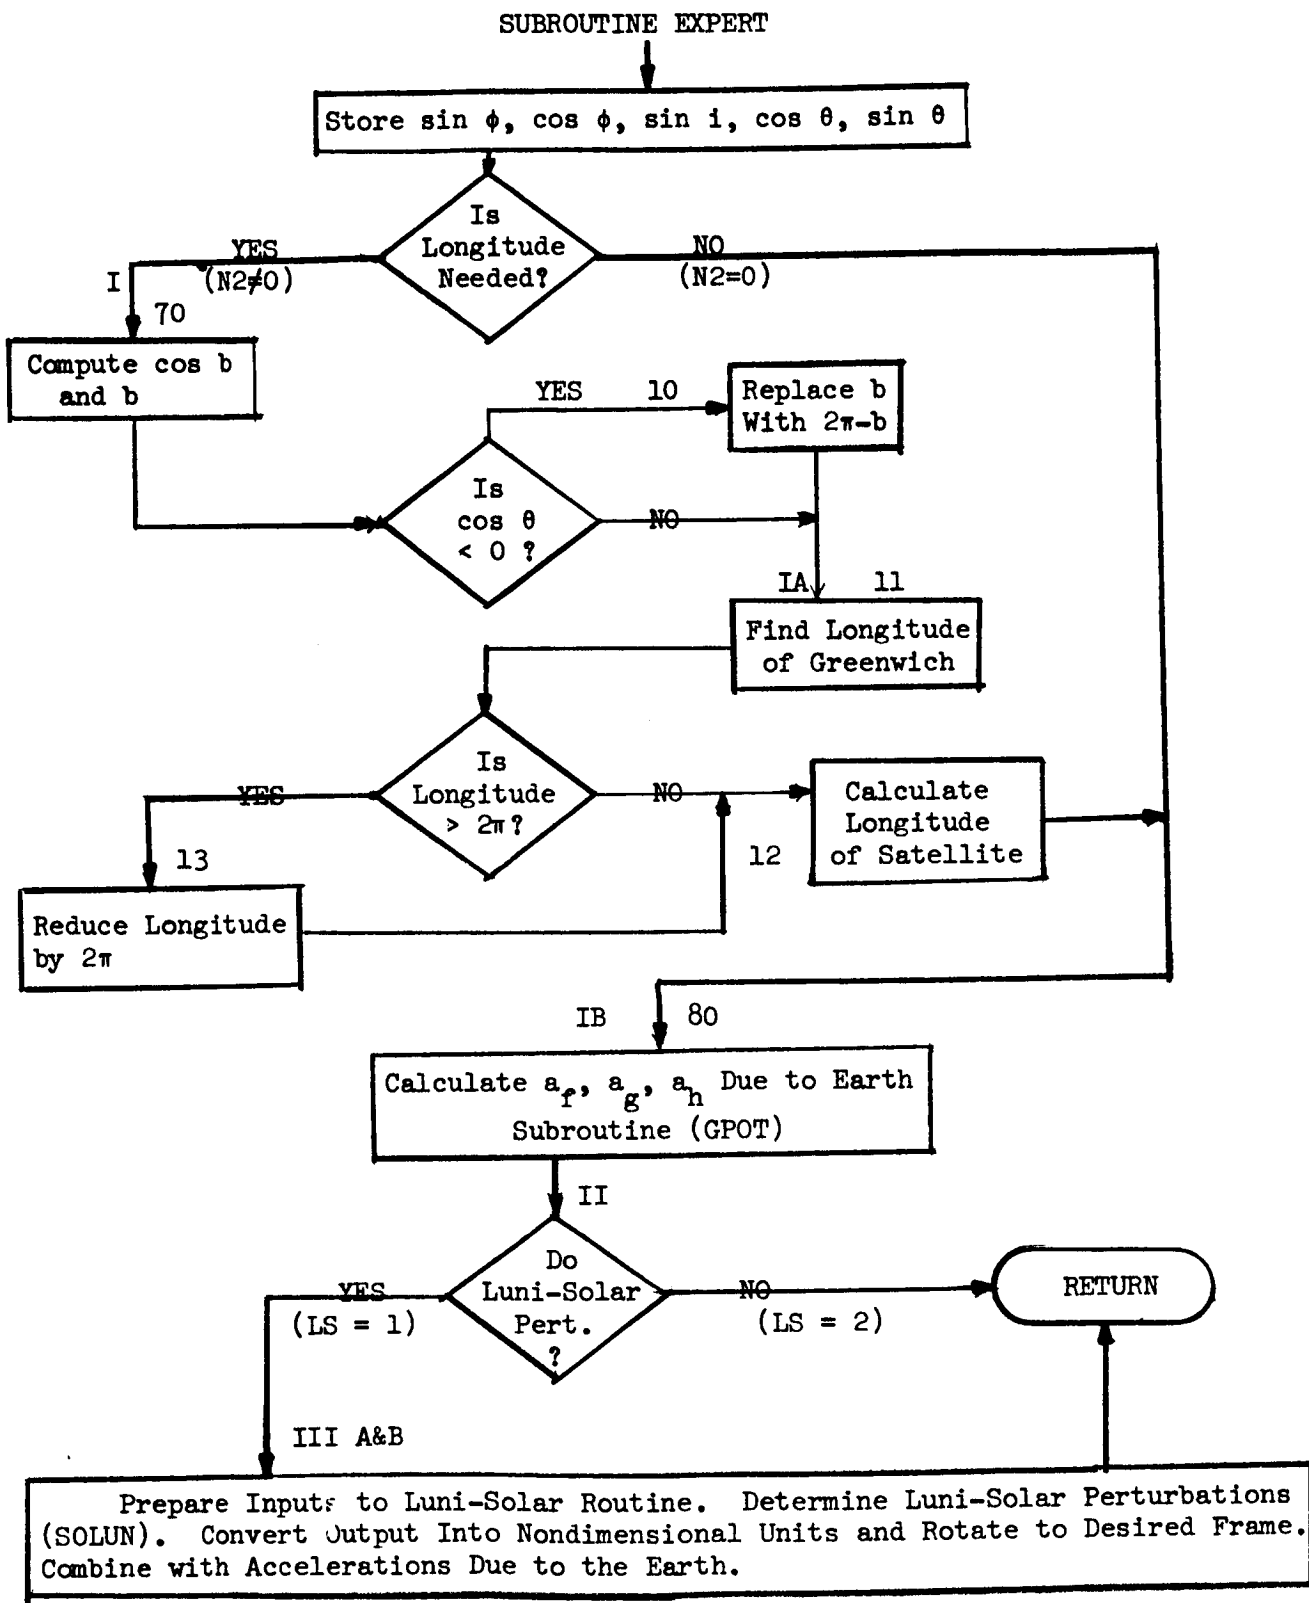 SUBROUTINE EXPERT
Store sin φ, cos φ, sin i, cos θ, sin θ
Is
Longitude
Needed?
YES
(N2≠0)
NO
(N2=0)
I
70
Compute cos b
and b
YES
10
Replace b
With 2π-b
Is
cos θ
< 0 ?
NO
IA
11
Find Longitude
of Greenwich
Is
Longitude
> 2π?
YES
NO
13
12
Calculate
Longitude
of Satellite
Reduce Longitude
by 2π
IB
80
Calculate a_f, a_g, a_h Due to Earth
Subroutine (GPOT)
II
Do
Luni-Solar
Pert.
?
YES
(LS = 1)
NO
(LS = 2)
RETURN
III A&B
Prepare Inputs to Luni-Solar Routine. Determine Luni-Solar Perturbations
(SOLUN). Convert Output Into Nondimensional Units and Rotate to Desired Frame.
Combine with Accelerations Due to the Earth.